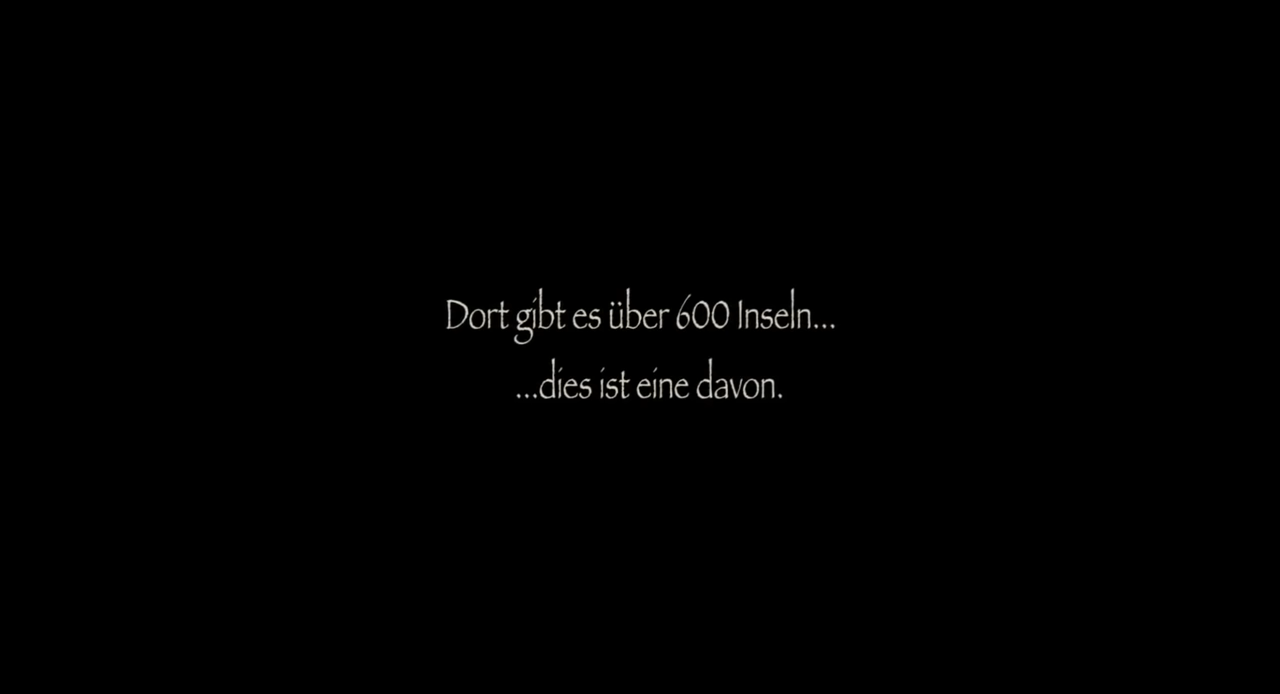 Dort gibt es über 600 Inseln...
...dies ist eine davon.